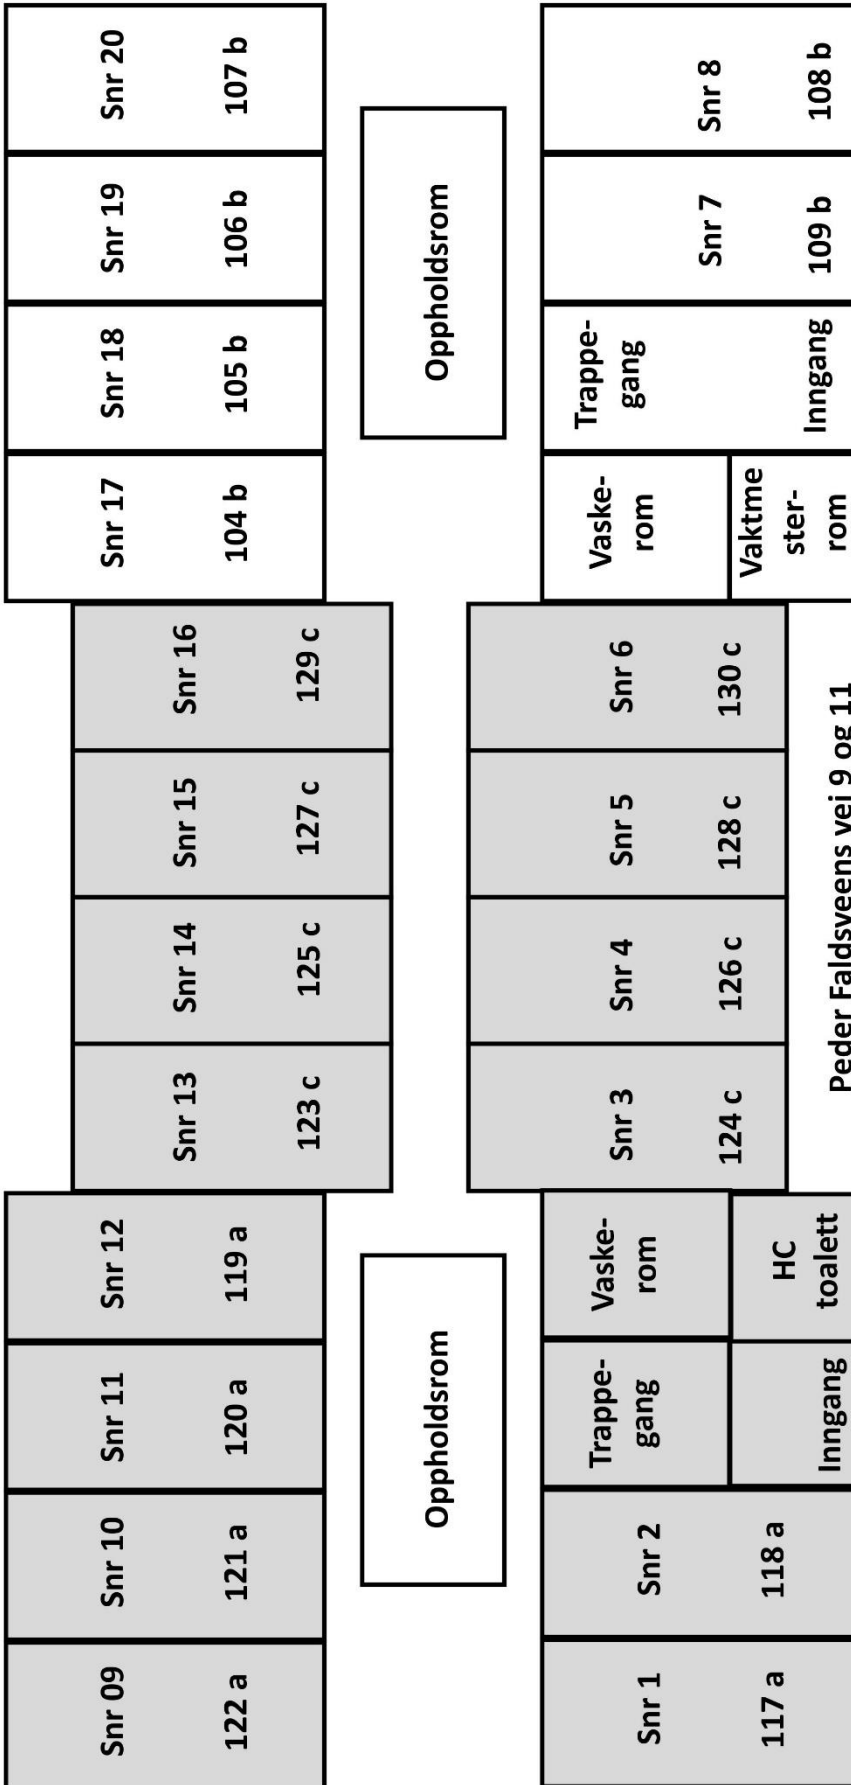 Snr 09
122 a
Snr 10
121 a
Snr 11
120 a
Snr 12
119 a
Snr 13
123 c
Snr 14
125 c
Snr 15
127 c
Snr 16
129 c
Snr 17
104 b
Snr 18
105 b
Snr 19
106 b
Snr 20
107 b
Oppholdsrom
Oppholdsrom
Snr 1
117 a
Snr 2
118 a
Trappe-
gang
Inngang
Vaske-
rom
HC
toalett
Snr 3
124 c
Snr 4
126 c
Snr 5
128 c
Snr 6
130 c
Vaske-
rom
Vaktme
ster-
rom
Trappe-
gang
Inngang
Snr 7
109 b
Snr 8
108 b
Peder Faldsveens vei 9 og 11